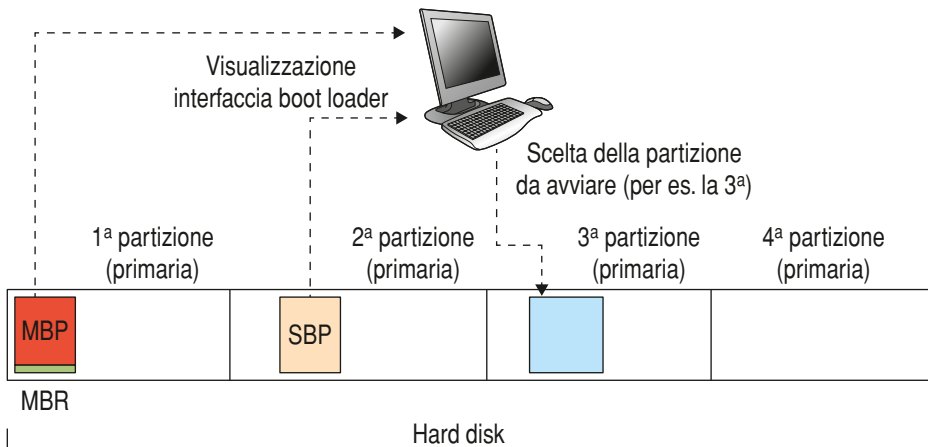 Visualizzazione
interfaccia boot loader
Scelta della partizione
da avviare (per es. la 3ª)
1ª partizione
(primaria)
2ª partizione
(primaria)
3ª partizione
(primaria)
4ª partizione
(primaria)
MBP
SBP
MBR
Hard disk